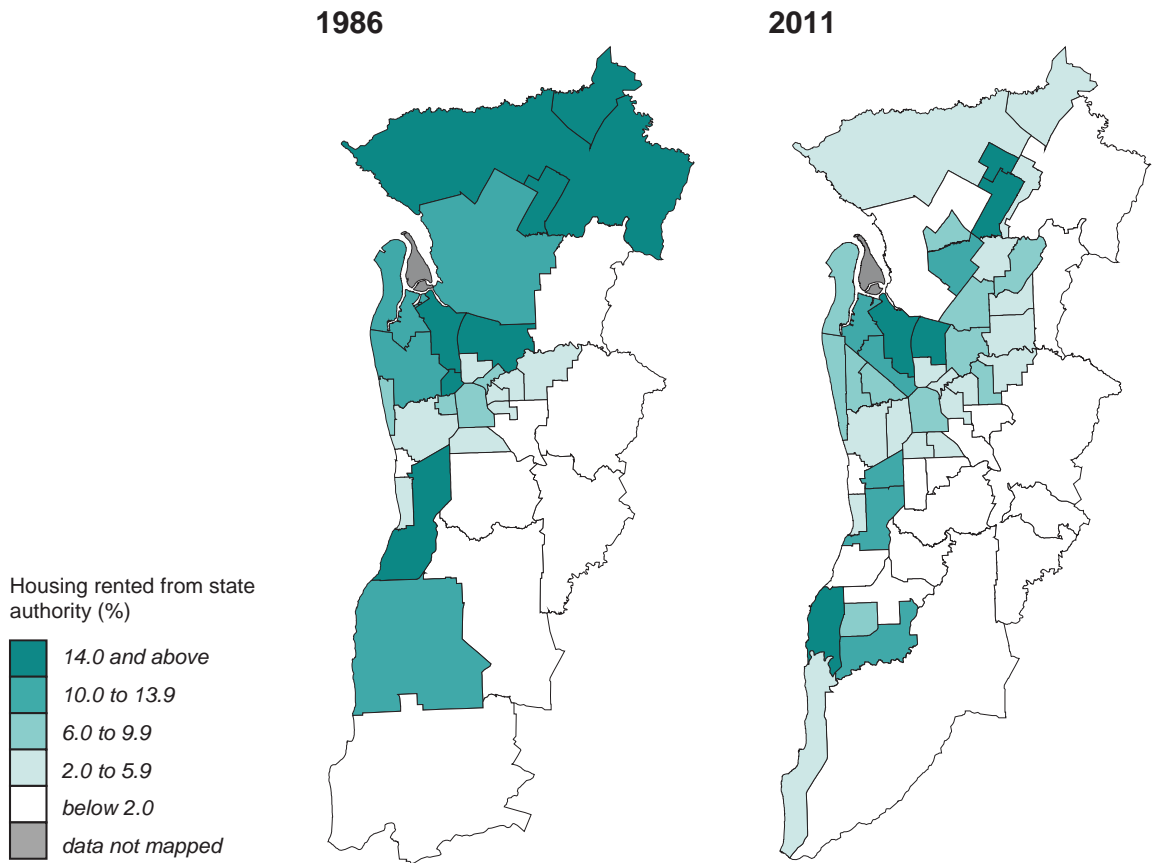 1986
2011
Housing rented from state
authority (%)
14.0 and above
10.0 to 13.9
6.0 to 9.9
2.0 to 5.9
below 2.0
data not mapped